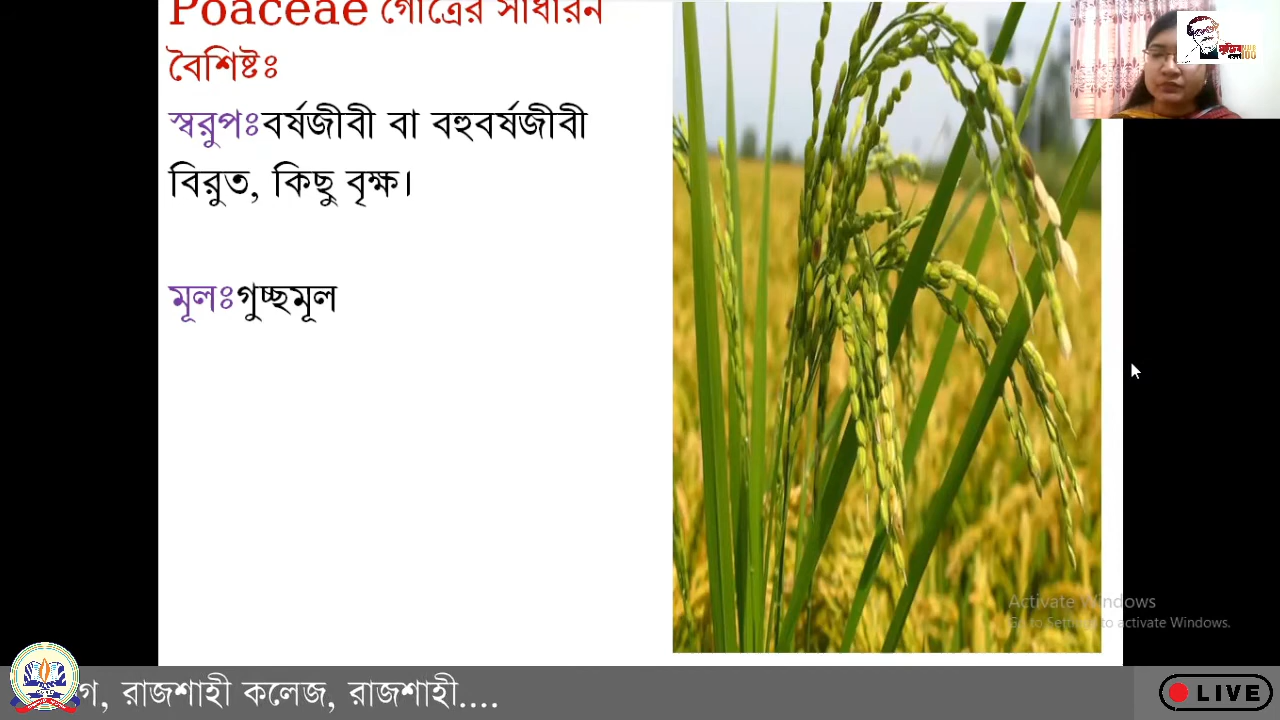 Poaceae গোত্রের সাধারন
বৈশিষ্টঃ
স্বরুপঃবর্ষজীবী বা বহুবর্ষজীবী
বিরুত, কিছু বৃক্ষ।
মূলঃগুচ্ছমূল
Activate Windows
Go to Settings to activate Windows.
গ, রাজশাহী কলেজ, রাজশাহী....
LIVE